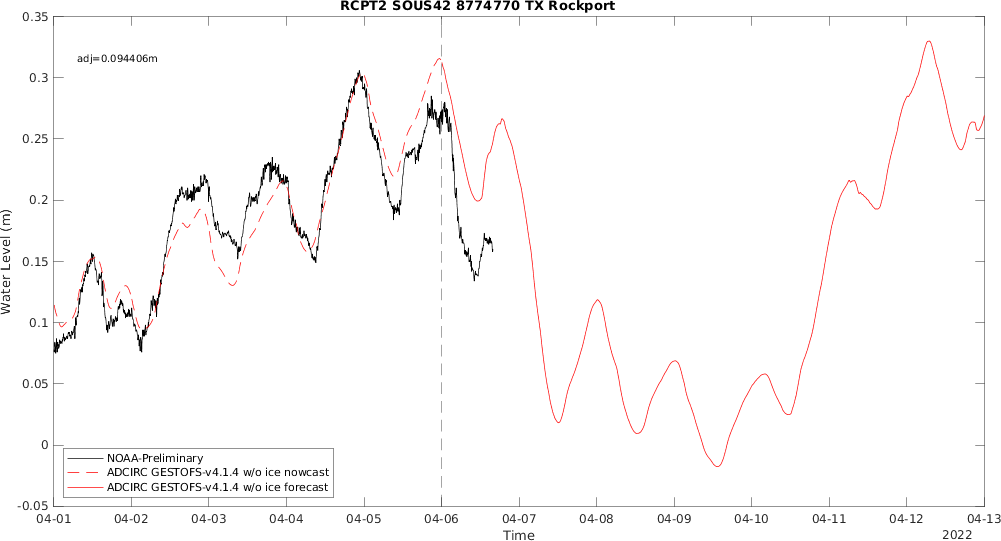 RCPT2 SOUS42 8774770 TX Rockport
adj=0.094406m
0.35
0.3
0.25
0.2
0.15
0.1
0.05
0
-0.05
Water Level (m)
NOAA-Preliminary
ADCIRC GESTOFS-v4.1.4 w/o ice nowcast
ADCIRC GESTOFS-v4.1.4 w/o ice forecast
04-01 04-02 04-03 04-04 04-05 04-06 04-07 04-08 04-09 04-10 04-11 04-12 04-13
Time
2022